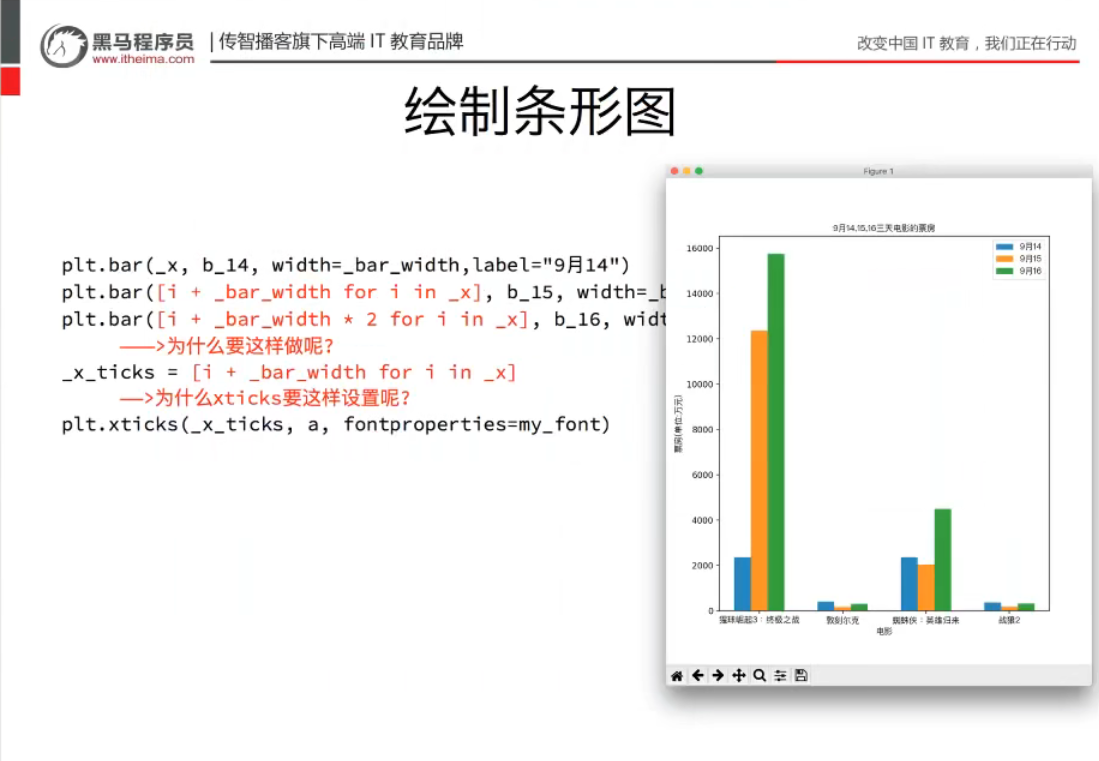 黑马程序员
www.itheima.com
传智播客旗下高端 IT 教育品牌
改变中国 IT 教育，我们正在行动
绘制条形图
plt.bar(_x, b_14, width=_bar_width,label="9月14")
plt.bar([i + _bar_width for i in _x], b_15, width=_b
plt.bar([i + _bar_width * 2 for i in _x], b_16, widt
———>为什么要这样做呢?
_x_ticks = [i + _bar_width for i in _x]
——>为什么xticks要这样设置呢?
plt.xticks(_x_ticks, a, fontproperties=my_font)
Figure 1
9月14,15,16三天电影的票房
9月14
9月15
9月16
16000
14000
12000
10000
8000
6000
4000
2000
0
票房(单位:万元)
猩球崛起3：终极之战
敦刻尔克
蜘蛛侠：英雄归来
战狼2
电影